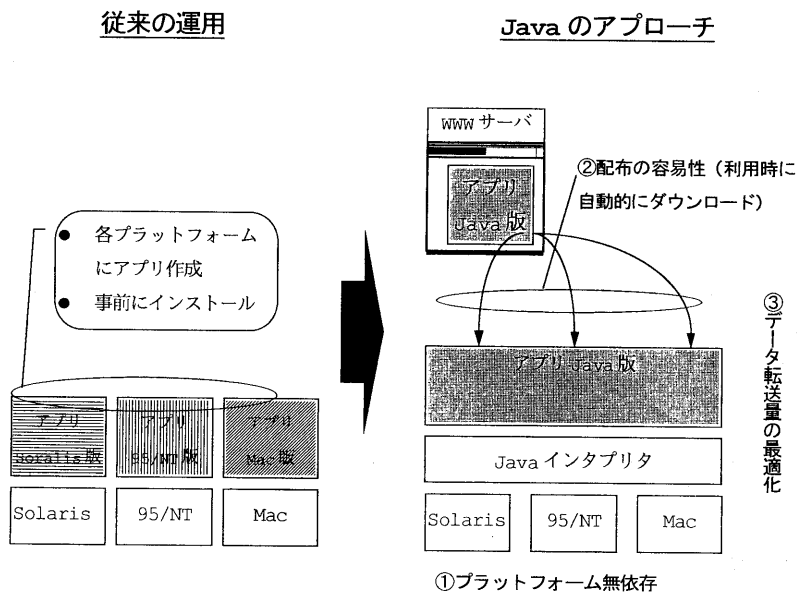 従来の運用
● 各プラットフォーム
にアプリ作成
● 事前にインストール
アプリ
Soralis版
アプリ
95/NT版
アプリ
Mac版
Solaris
95/NT
Mac
Javaのアプローチ
WWWサーバ
アプリ
Java版
②配布の容易性（利用時に
自動的にダウンロード）
アプリJava版
Javaインタプリタ
Solaris
95/NT
Mac
①プラットフォーム無依存
③データ転送量の最適化